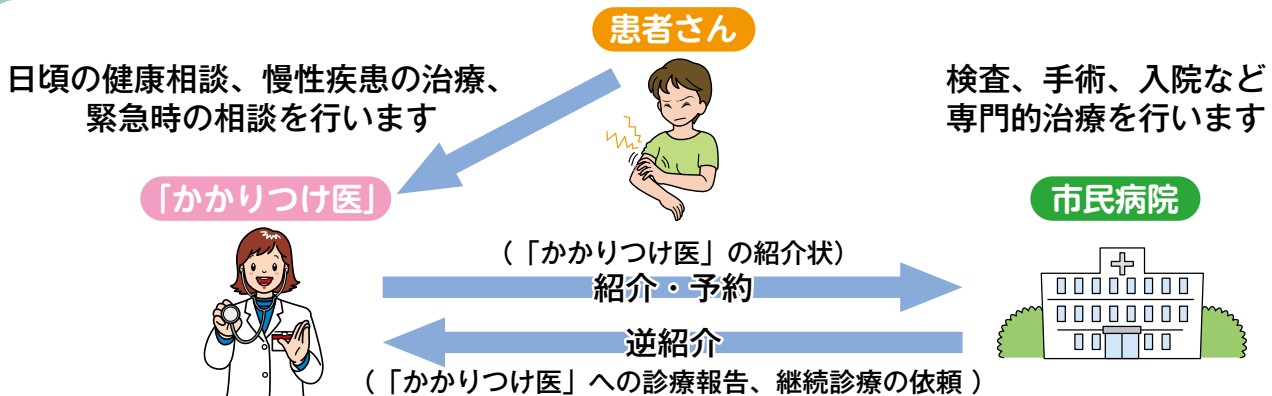 患者さん
日頃の健康相談、慢性疾患の治療、
緊急時の相談を行います
検査、手術、入院など
専門的治療を行います
「かかりつけ医」
市民病院
（「かかりつけ医」の紹介状）
紹介・予約
逆紹介
（「かかりつけ医」への診療報告、継続診療の依頼 ）